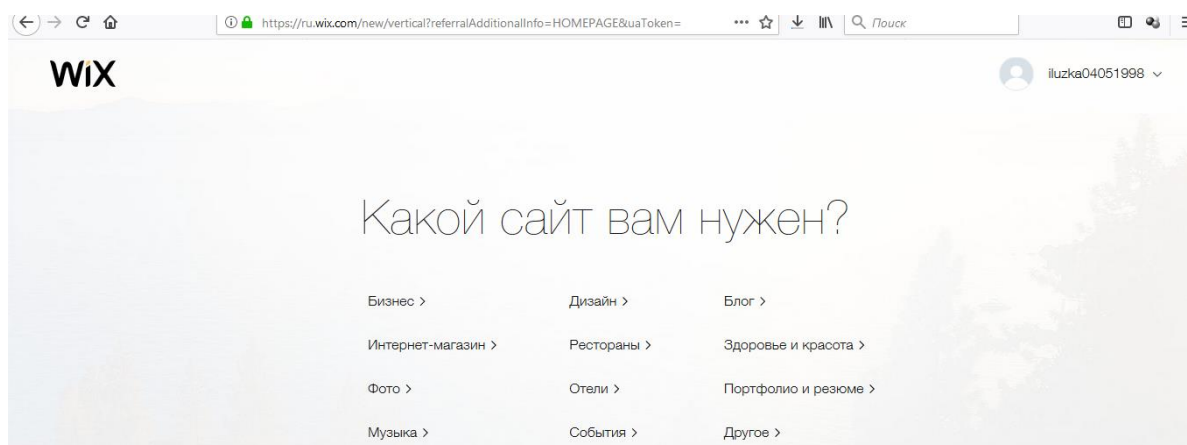 https://ru.wix.com/new/vertical?referralAdditionalInfo=HOMEPAGE&uaToken=
Поиск
WiX
iluzka04051998
Какой сайт вам нужен?
Бизнес > Дизайн > Блог >
Интернет-магазин > Рестораны > Здоровье и красота >
Фото > Отели > Портфолио и резюме >
Музыка > События > Другое >